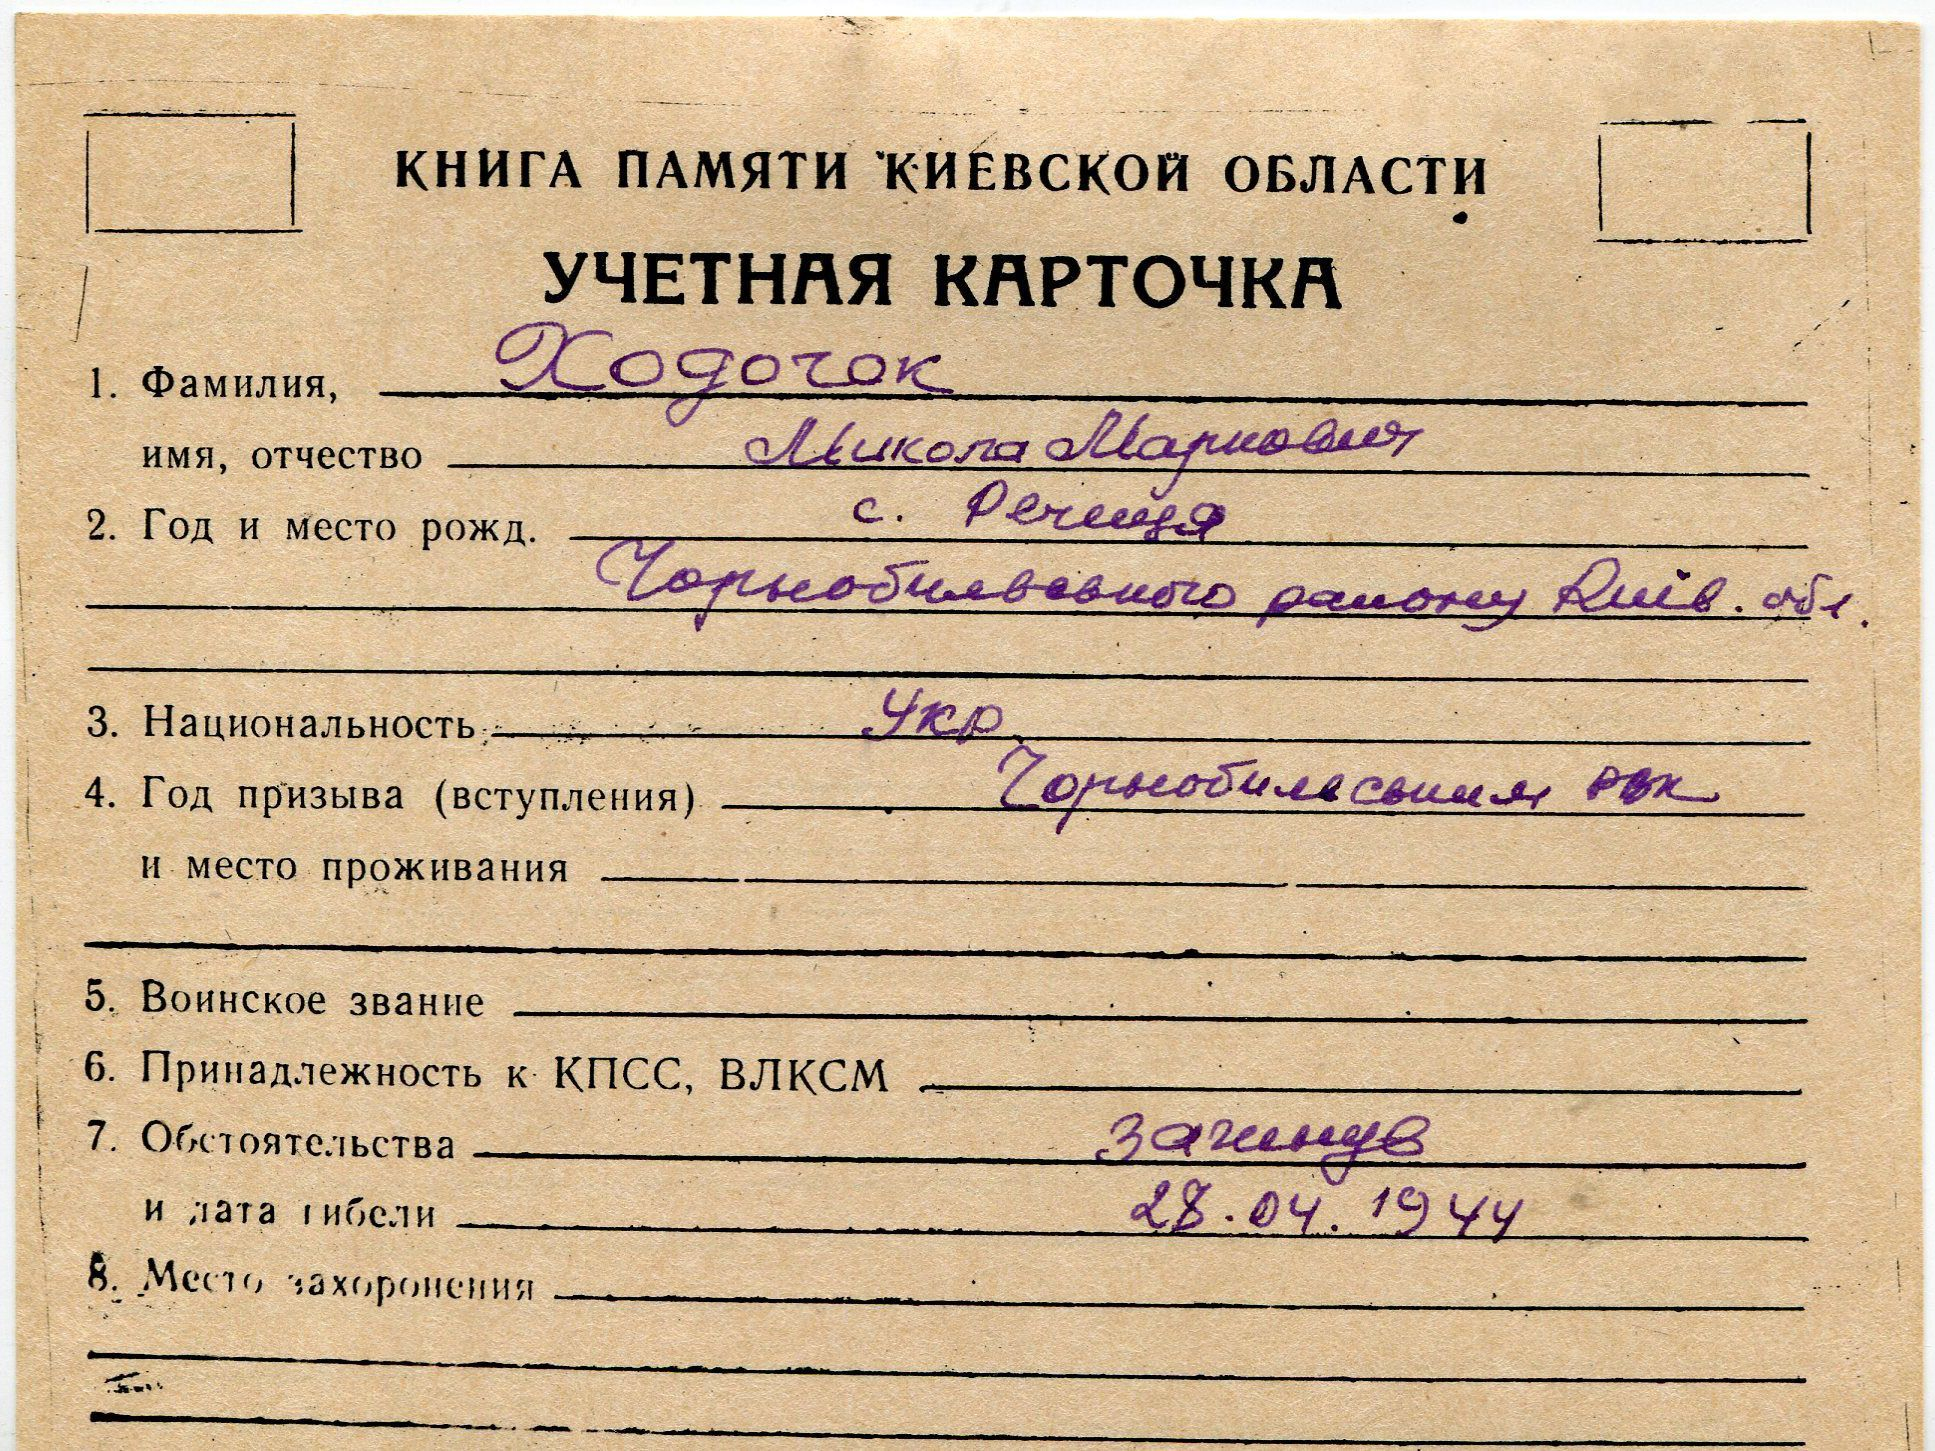 КНИГА ПАМЯТИ КИЕВСКОЙ ОБЛАСТИ
УЧЕТНАЯ КАРТОЧКА
1. Фамилия, Ходочок
имя, отчество Микола Маркович
2. Год и место рожд. с. Речиця
Чорнобильського району Київ. обл.
3. Национальность Укр.
4. Год призыва (вступления) Чорнобильським РВК
и место проживания
5. Воинское звание
6. Принадлежность к КПСС, ВЛКСМ
7. Обстоятельства загинув
и дата гибели 28.04.1944
8. Место захоронения